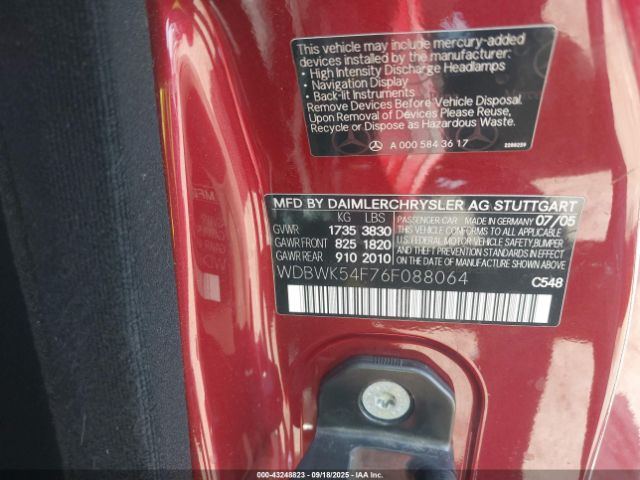 This vehicle may include mercury-added
devices installed by the manufacturer:
• High Intensity Discharge Headlamps
• Navigation Display
• Back-lit Instruments
Remove Devices Before Vehicle Disposal.
Upon Removal of Devices Please Reuse,
Recycle or Dispose as Hazardous Waste.
A 000 584 36 17
MFD BY DAIMLERCHRYSLER AG STUTTGART
KG LBS PASSENGER CAR MADE IN GERMANY 07/05
GVWR 1735 3830
GAWR FRONT 825 1820
GAWR REAR 910 2010
THIS VEHICLE CONFORMS TO ALL APPLICABLE
U.S. FEDERAL MOTOR VEHICLE SAFETY, BUMPER,
AND THEFT PREVENTION STANDARDS IN EFFECT
ON THE DATE OF MANUFACTURE SHOWN ABOVE.
WDBWK54F76F088064
C548
00-43248823 (09/18/2025) IAA Inc.